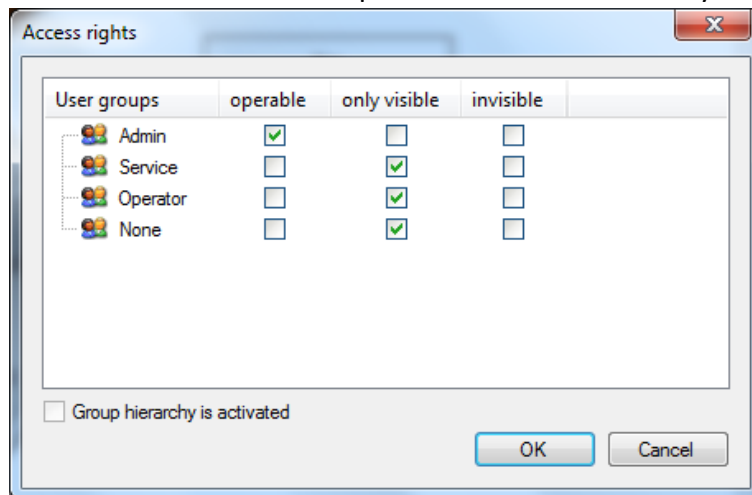 Access rights
User groups operable only visible invisible
Admin
Service
Operator
None
Group hierarchy is activated
OK Cancel